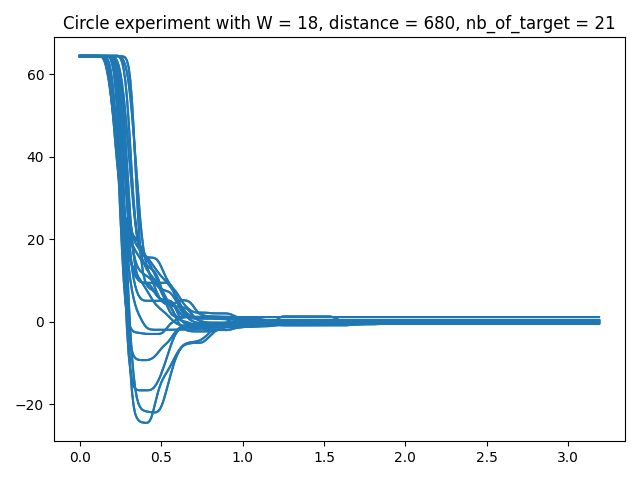 Circle experiment with W = 18, distance = 680, nb_of_target = 21
60
40
20
0
−20
0.0 0.5 1.0 1.5 2.0 2.5 3.0